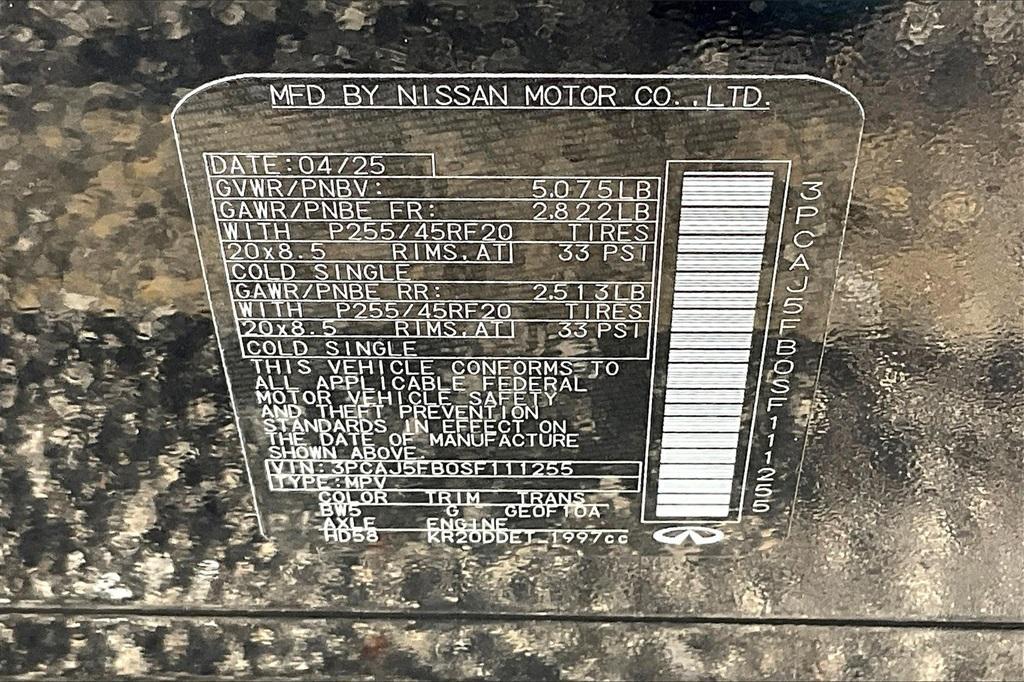 MFD BY NISSAN MOTOR CO.,LTD.
DATE:04/25
GVWR/PNBV: 5.075LB
GAWR/PNBE FR: 2.822LB
WITH P255/45RF20 TIRES
20x8.5 RIMS,AT 33 PSI
COLD SINGLE
GAWR/PNBE RR: 2.513LB
WITH P255/45RF20 TIRES
20x8.5 RIMS,AT 33 PSI
COLD SINGLE
THIS VEHICLE CONFORMS TO
ALL APPLICABLE FEDERAL
MOTOR VEHICLE SAFETY
AND THEFT PREVENTION
STANDARDS IN EFFECT ON
THE DATE OF MANUFACTURE
SHOWN ABOVE.
VIN:3PCAJ5FB0SF111255
TYPE:MPV
COLOR TRIM TRANS
BW5 G GE0F10A
AXLE ENGINE
HD58 KR20DDET 1997cc
3PCAJ5FB0SF111255